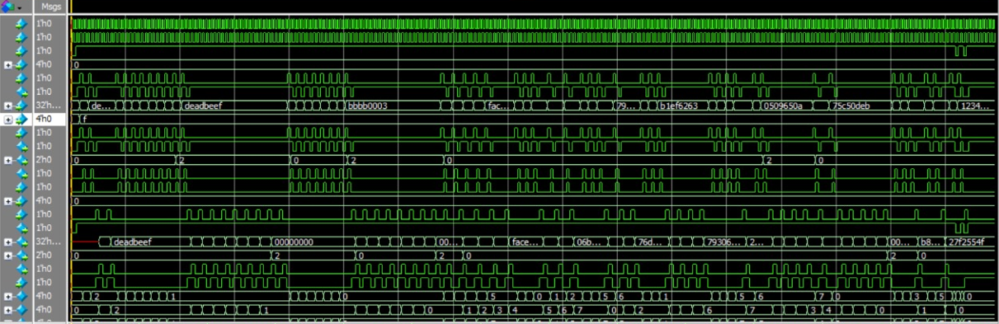 Msgs
1'h0
1'h0
1'h0
4'h0 0
1'h0
1'h0
32'h... de... deadbeef bbbb0003 fac... 79... b1ef6263 0509650a 75c50deb 1234...
4'h0 f
1'h0
1'h0
2'h0 0 2 0 2 0 2 0
1'h0
1'h0
4'h0 0
1'h0
1'h0
32'h... deadbeef 00000000 00... face... 06b... 76d... 79306... 2... 00... b8... 27f2554f
2'h0 0 2 0 2 0 2 0
1'h0
1'h0
4'h0 2 1 0 5 0 1 2 5 6 1 5 6 7 0 3 5 0
4'h0 0 2 1 0 1 2 3 4 5 6 7 0 2 6 7 3 4 0 1 0